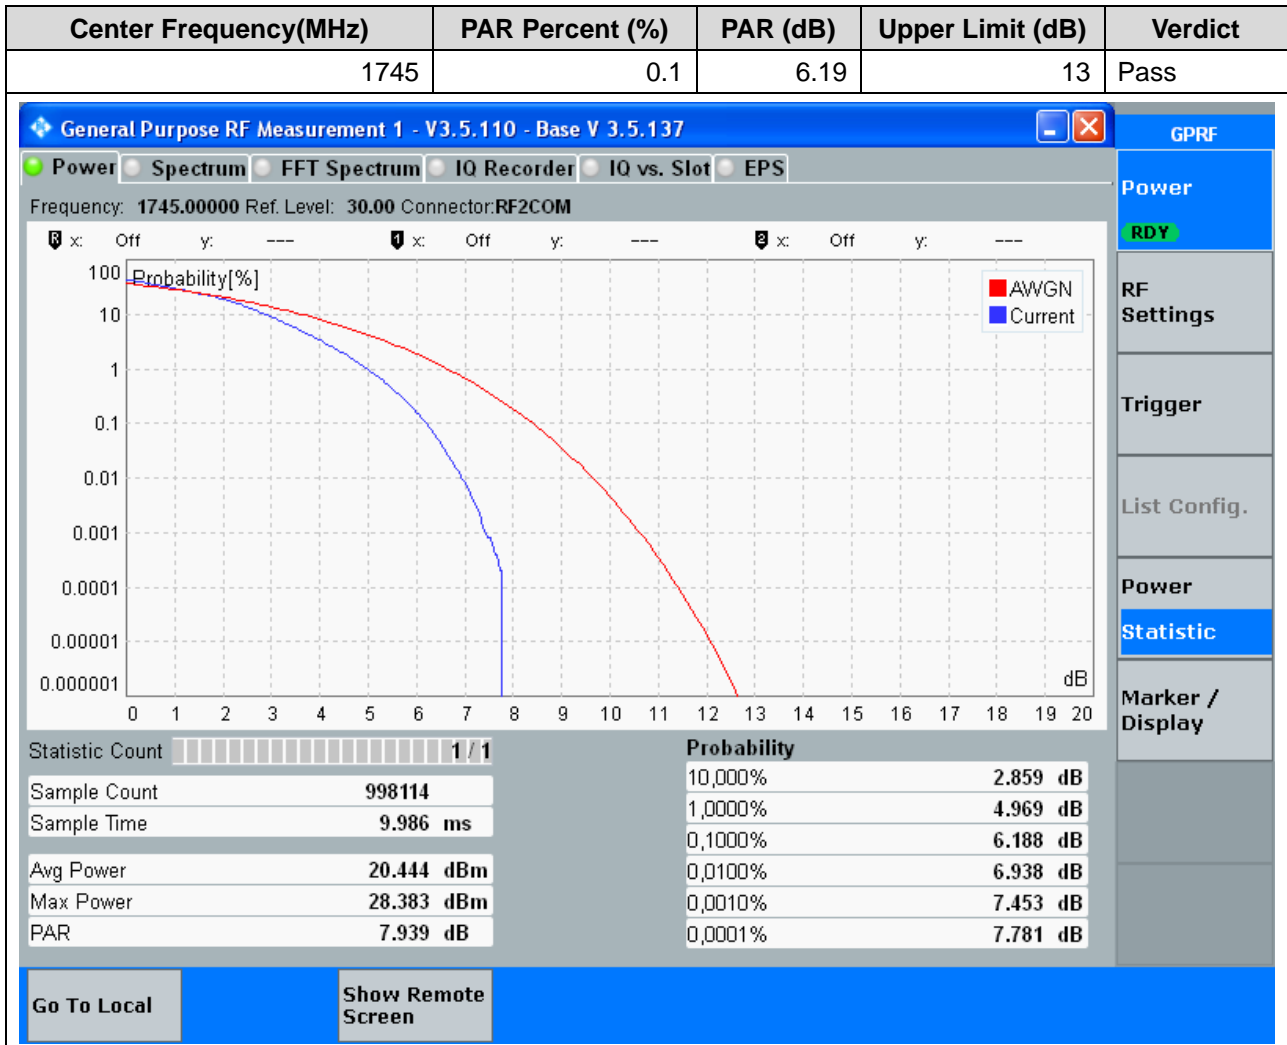 Center Frequency(MHz) PAR Percent (%) PAR (dB) Upper Limit (dB) Verdict
1745 0.1 6.19 13 Pass
General Purpose RF Measurement 1 - V3.5.110 - Base V 3.5.137
GPRF
Power Spectrum FFT Spectrum IQ Recorder IQ vs. Slot EPS
Power
RDY
Frequency: 1745.00000 Ref. Level: 30.00 Connector:RF2COM
R x: Off y: --- 1 x: Off y: --- 2 x: Off y: ---
Probability[%]
AWGN
Current
100
10
1
0.1
0.01
0.001
0.0001
0.00001
0.000001
dB
0 1 2 3 4 5 6 7 8 9 10 11 12 13 14 15 16 17 18 19 20
RF
Settings
Trigger
List Config.
Power
Statistic
Marker /
Display
Statistic Count 1 / 1
Sample Count 998114
Sample Time 9.986 ms
Avg Power 20.444 dBm
Max Power 28.383 dBm
PAR 7.939 dB
Probability
10,000% 2.859 dB
1,0000% 4.969 dB
0,1000% 6.188 dB
0,0100% 6.938 dB
0,0010% 7.453 dB
0,0001% 7.781 dB
Go To Local
Show Remote
Screen